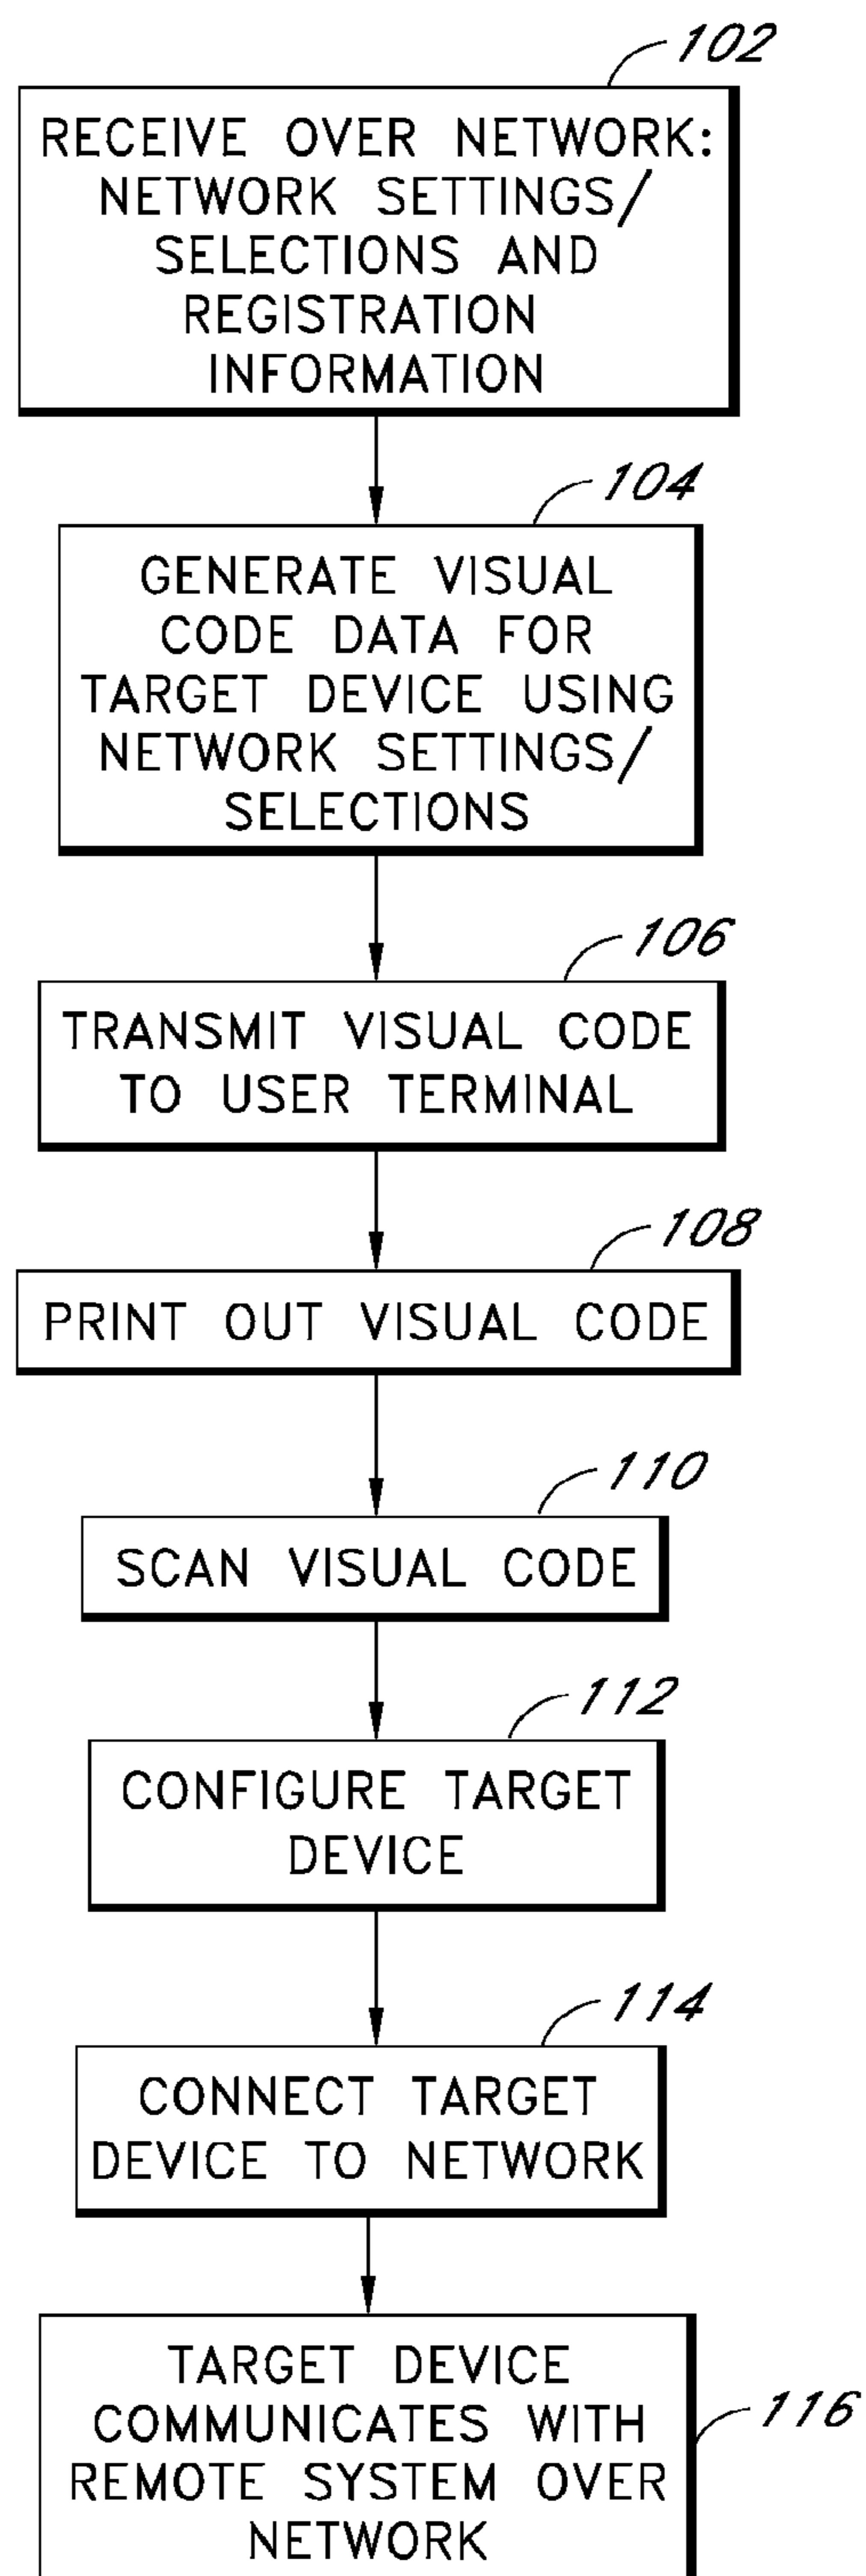 102
RECEIVE OVER NETWORK:
NETWORK SETTINGS/
SELECTIONS AND
REGISTRATION
INFORMATION
104
GENERATE VISUAL
CODE DATA FOR
TARGET DEVICE USING
NETWORK SETTINGS/
SELECTIONS
106
TRANSMIT VISUAL CODE
TO USER TERMINAL
108
PRINT OUT VISUAL CODE
110
SCAN VISUAL CODE
112
CONFIGURE TARGET
DEVICE
114
CONNECT TARGET
DEVICE TO NETWORK
116
TARGET DEVICE
COMMUNICATES WITH
REMOTE SYSTEM OVER
NETWORK